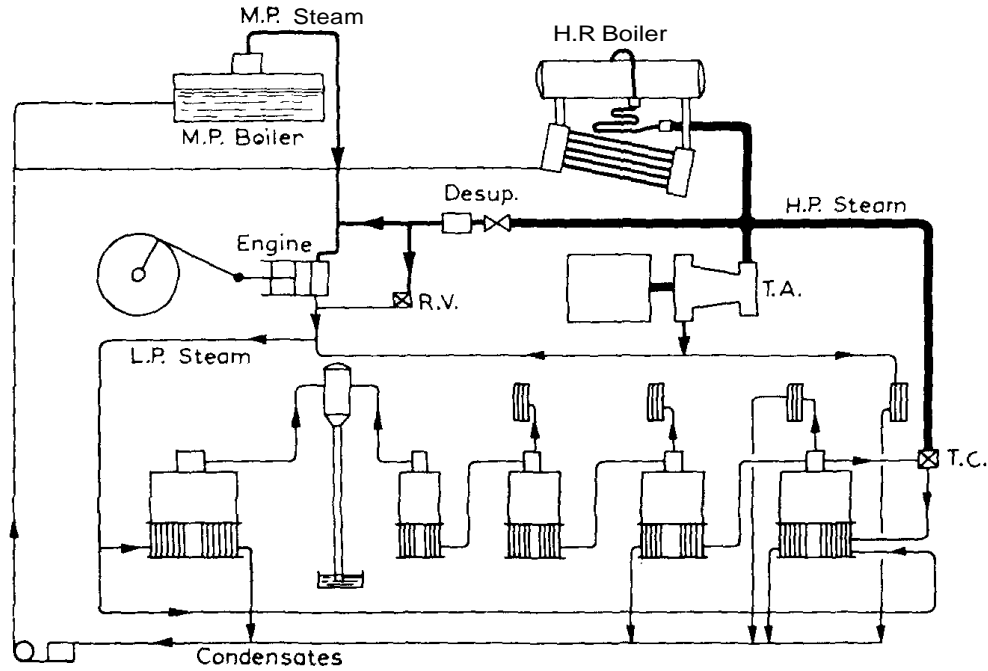 M.P. Steam
H.R Boiler
M.P. Boiler
Desup.
H.P. Steam
Engine
R.V.
T.A.
L.P. Steam
T.C.
Condensates